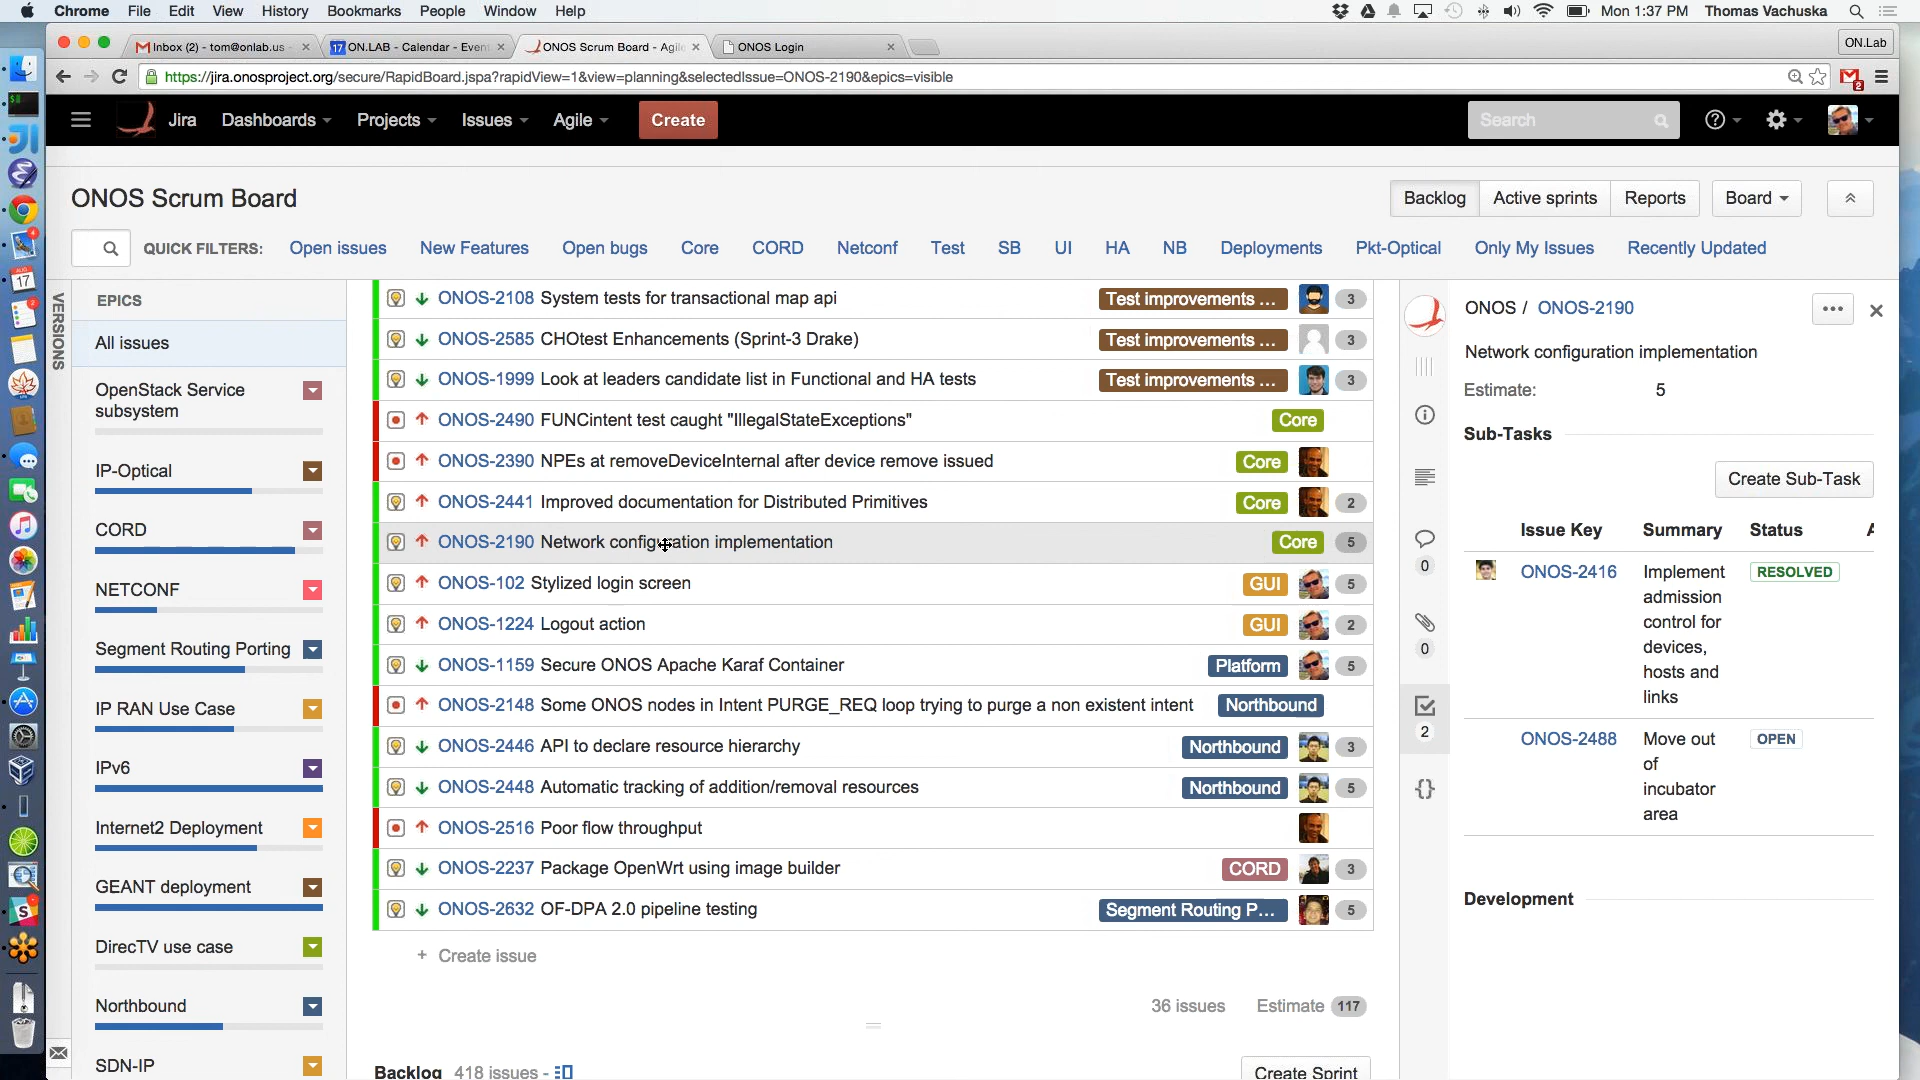 Chrome File Edit View History Bookmarks People Window Help Mon 1:37 PM Thomas Vachuska
Inbox (2) - tom@onlab.us
17 ON.LAB - Calendar - Event
ONOS Scrum Board - Agile
ONOS Login
ON.Lab
https://jira.onosproject.org/secure/RapidBoard.jspa?rapidView=1&view=planning&selectedIssue=ONOS-2190&epics=visible
Jira Dashboards Projects Issues Agile Create Search
ONOS Scrum Board
Backlog Active sprints Reports Board
QUICK FILTERS: Open issues New Features Open bugs Core CORD Netconf Test SB UI HA NB Deployments Pkt-Optical Only My Issues Recently Updated
VERSIONS
EPICS
All issues
OpenStack Service
subsystem
IP-Optical
CORD
NETCONF
Segment Routing Porting
IP RAN Use Case
IPv6
Internet2 Deployment
GEANT deployment
DirecTV use case
Northbound
SDN-IP
ONOS-2108 System tests for transactional map api Test improvements ... 3
ONOS-2585 CHOtest Enhancements (Sprint-3 Drake) Test improvements ... 3
ONOS-1999 Look at leaders candidate list in Functional and HA tests Test improvements ... 3
ONOS-2490 FUNCintent test caught "IllegalStateExceptions" Core
ONOS-2390 NPEs at removeDeviceInternal after device remove issued Core
ONOS-2441 Improved documentation for Distributed Primitives Core 2
ONOS-2190 Network configuration implementation Core 5
ONOS-102 Stylized login screen GUI 5
ONOS-1224 Logout action GUI 2
ONOS-1159 Secure ONOS Apache Karaf Container Platform 5
ONOS-2148 Some ONOS nodes in Intent PURGE_REQ loop trying to purge a non existent intent Northbound
ONOS-2446 API to declare resource hierarchy Northbound 3
ONOS-2448 Automatic tracking of addition/removal resources Northbound 5
ONOS-2516 Poor flow throughput
ONOS-2237 Package OpenWrt using image builder CORD 3
ONOS-2632 OF-DPA 2.0 pipeline testing Segment Routing P... 5
+ Create issue
36 issues Estimate 117
Backlog 418 issues - Create Sprint
ONOS / ONOS-2190
Network configuration implementation
Estimate: 5
Sub-Tasks
Create Sub-Task
Issue Key Summary Status
ONOS-2416 Implement RESOLVED
admission
control for
devices,
hosts and
links
ONOS-2488 Move out OPEN
of
incubator
area
Development
0
0
2